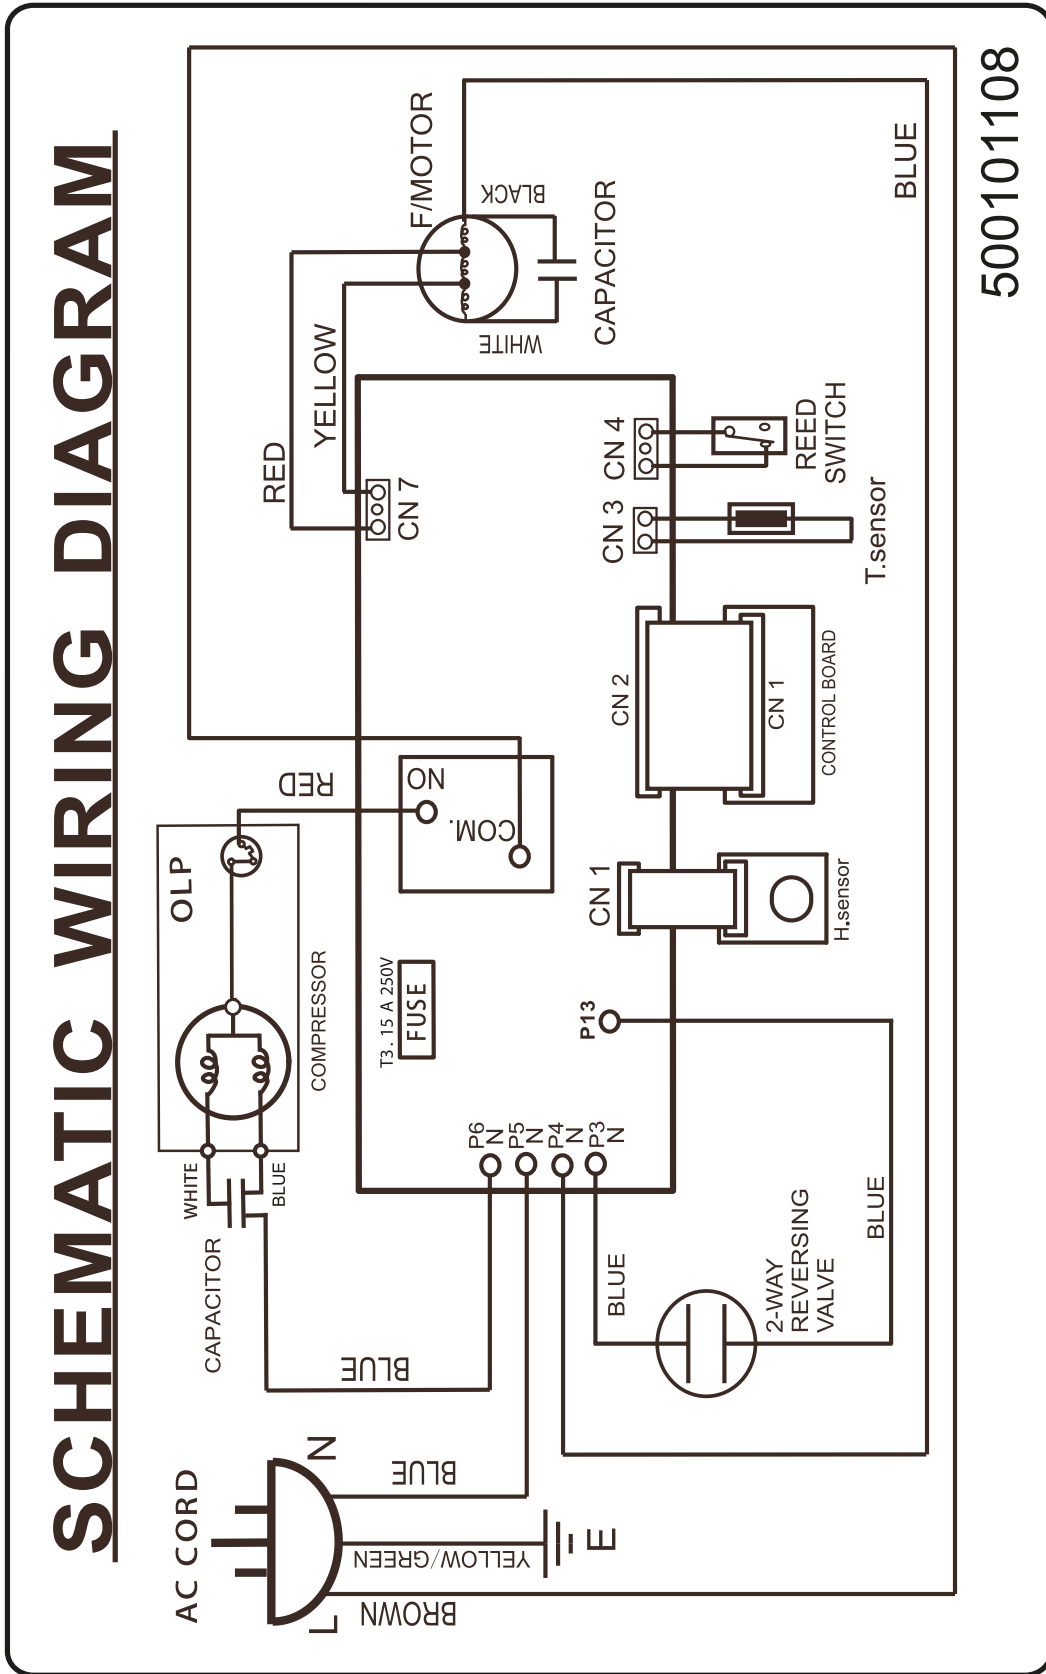 SCHEMATIC WIRING DIAGRAM
AC CORD
L
N
BROWN
YELLOW/GREEN
E
BLUE
BLUE
CAPACITOR
WHITE
BLUE
COMPRESSOR
OLP
RED
NO
COM.
T3. 15 A 250V
FUSE
P6
N
P5
N
P4
N
P3
N
P13
BLUE
2-WAY
REVERSING
VALVE
BLUE
CN 1
H.sensor
CN 2
CN 1
CONTROL BOARD
CN 3
T.sensor
CN 4
REED
SWITCH
CN 7
RED
YELLOW
F/MOTOR
WHITE
BLACK
CAPACITOR
BLUE
500101108